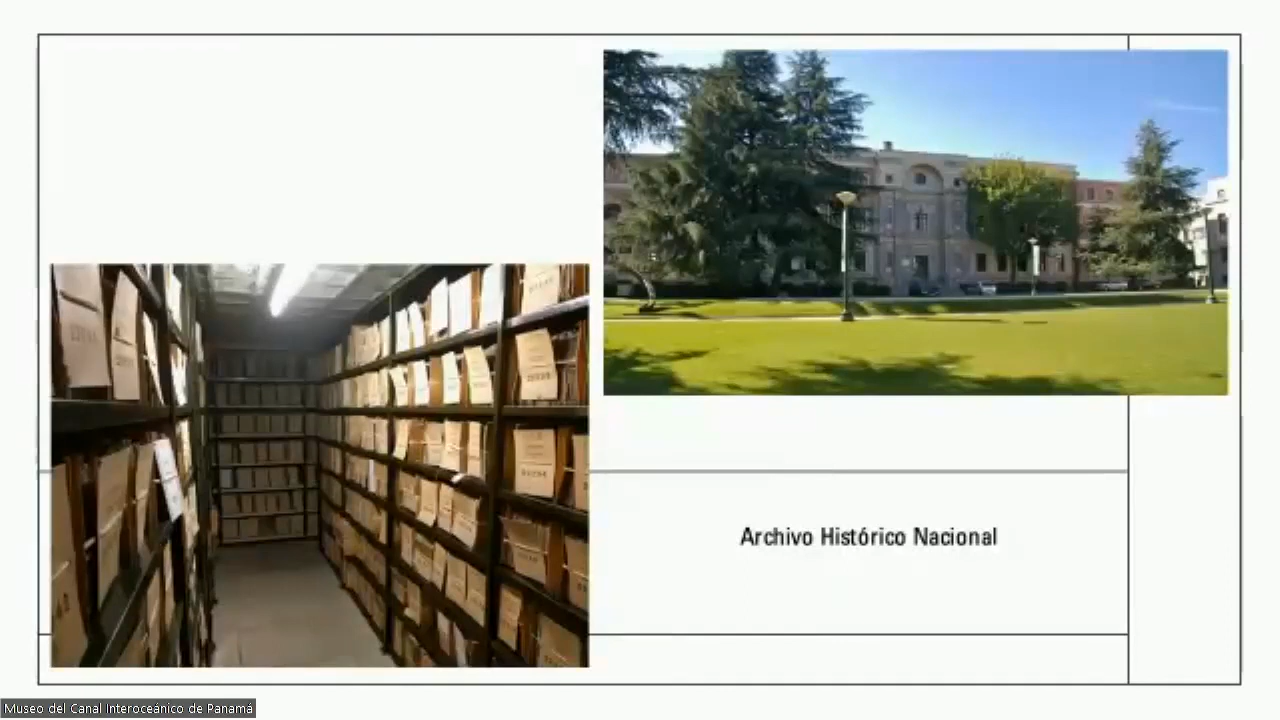 Archivo Histórico Nacional
Museo del Canal Interoceánico de Panamá